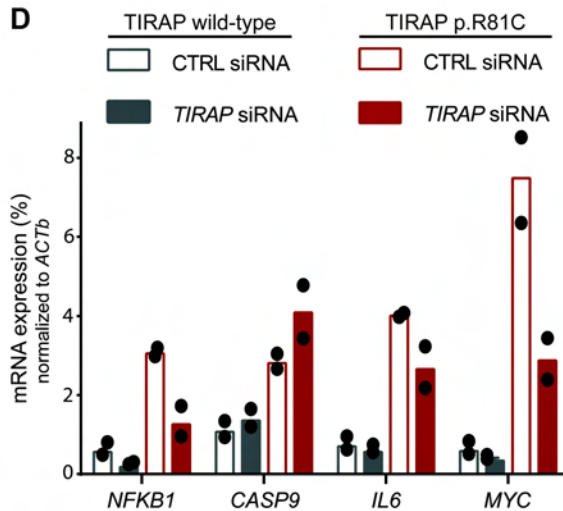 D
TIRAP wild-type TIRAP p.R81C
CTRL siRNA CTRL siRNA
TIRAP siRNA TIRAP siRNA
mRNA expression (%)
normalized to ACTb
8
6
4
2
0
NFKB1 CASP9 IL6 MYC